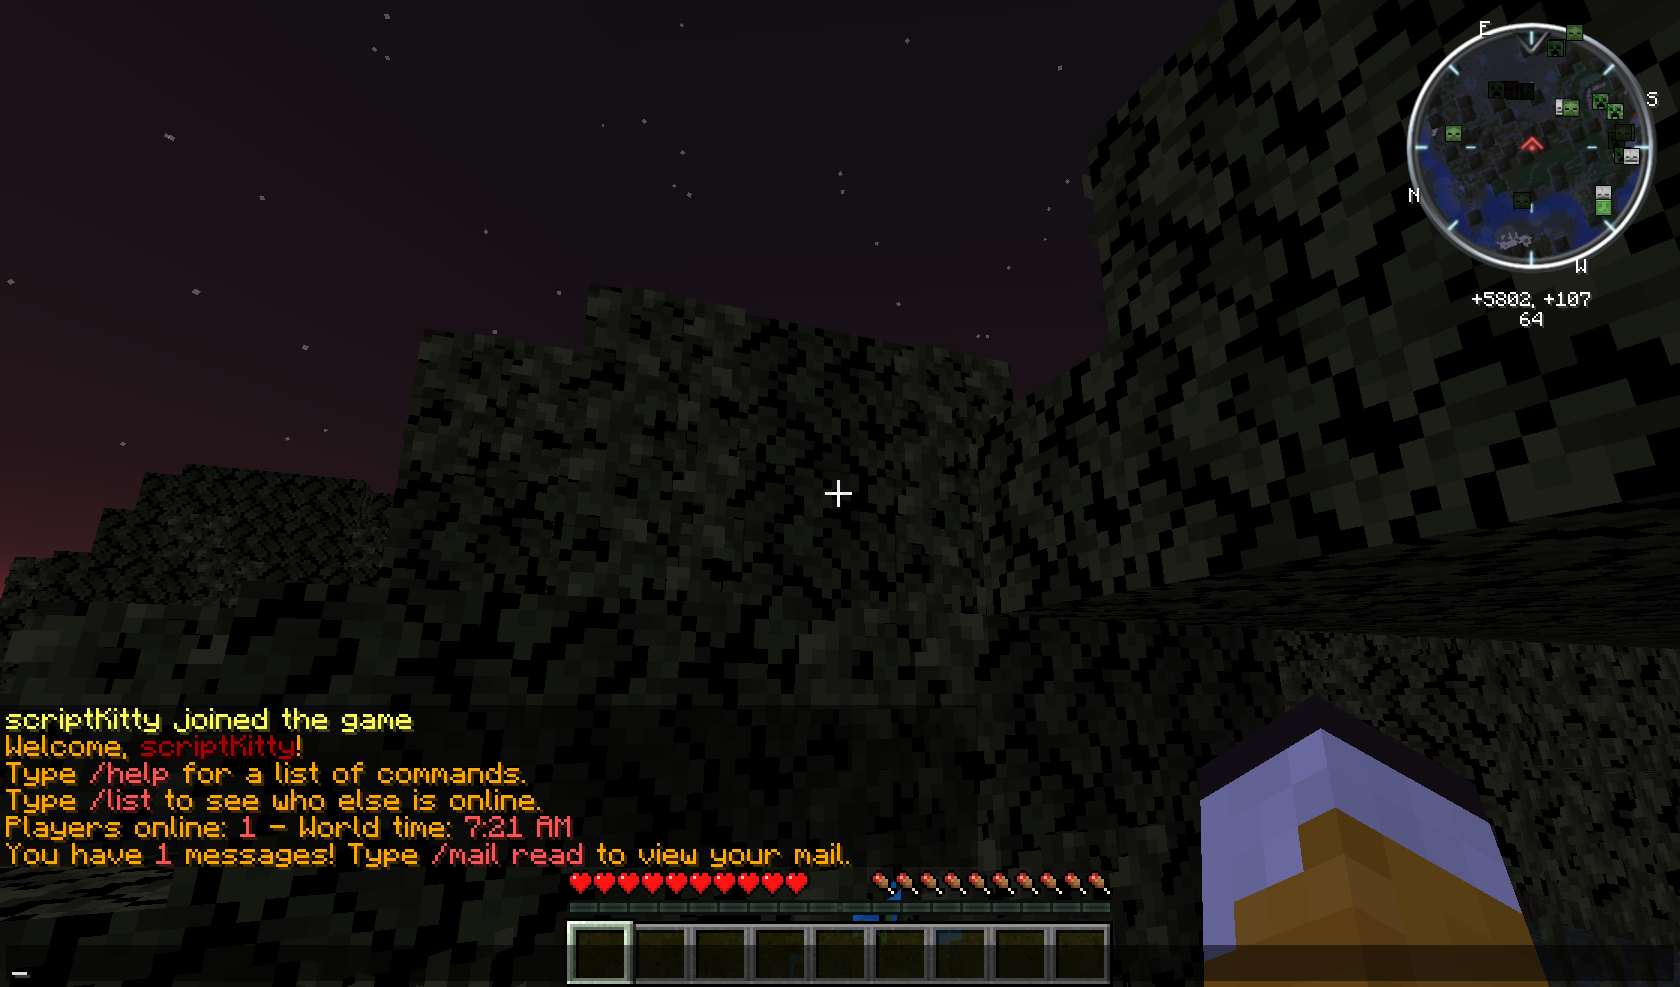 E
S
N
W
+5802, +107
64
scriptKitty joined the game
Welcome, scriptKitty!
Type /help for a list of commands.
Type /list to see who else is online.
Players online: 1 - World time: 7:21 AM
You have 1 messages! Type /mail read to view your mail.
_